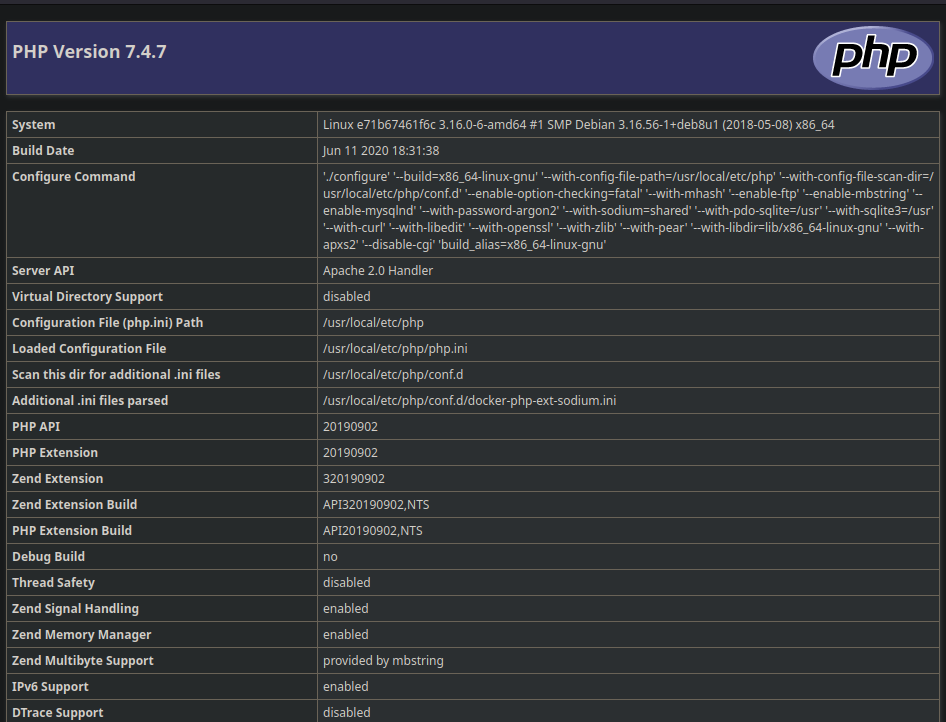 PHP Version 7.4.7
php
System Linux e71b67461f6c 3.16.0-6-amd64 #1 SMP Debian 3.16.56-1+deb8u1 (2018-05-08) x86_64
Build Date Jun 11 2020 18:31:38
Configure Command './configure' '--build=x86_64-linux-gnu' '--with-config-file-path=/usr/local/etc/php' '--with-config-file-scan-dir=/
usr/local/etc/php/conf.d' '--enable-option-checking=fatal' '--with-mhash' '--enable-ftp' '--enable-mbstring' '--
enable-mysqlnd' '--with-password-argon2' '--with-sodium=shared' '--with-pdo-sqlite=/usr' '--with-sqlite3=/usr'
'--with-curl' '--with-libedit' '--with-openssl' '--with-zlib' '--with-pear' '--with-libdir=lib/x86_64-linux-gnu' '--with-
apxs2' '--disable-cgi' 'build_alias=x86_64-linux-gnu'
Server API Apache 2.0 Handler
Virtual Directory Support disabled
Configuration File (php.ini) Path /usr/local/etc/php
Loaded Configuration File /usr/local/etc/php/php.ini
Scan this dir for additional .ini files /usr/local/etc/php/conf.d
Additional .ini files parsed /usr/local/etc/php/conf.d/docker-php-ext-sodium.ini
PHP API 20190902
PHP Extension 20190902
Zend Extension 320190902
Zend Extension Build API320190902,NTS
PHP Extension Build API20190902,NTS
Debug Build no
Thread Safety disabled
Zend Signal Handling enabled
Zend Memory Manager enabled
Zend Multibyte Support provided by mbstring
IPv6 Support enabled
DTrace Support disabled